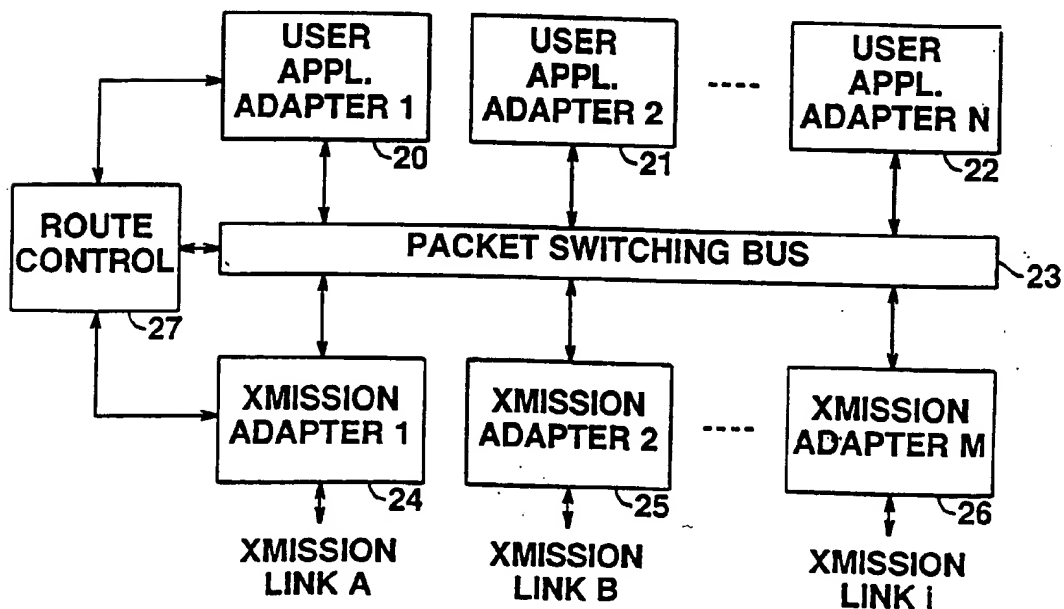 USER
APPL.
ADAPTER 1
20
USER
APPL.
ADAPTER 2
21
----
USER
APPL.
ADAPTER N
22
ROUTE
CONTROL
27
PACKET SWITCHING BUS
23
XMISSION
ADAPTER 1
24
XMISSION
ADAPTER 2
25
----
XMISSION
ADAPTER M
26
XMISSION
LINK A
XMISSION
LINK B
XMISSION
LINK i